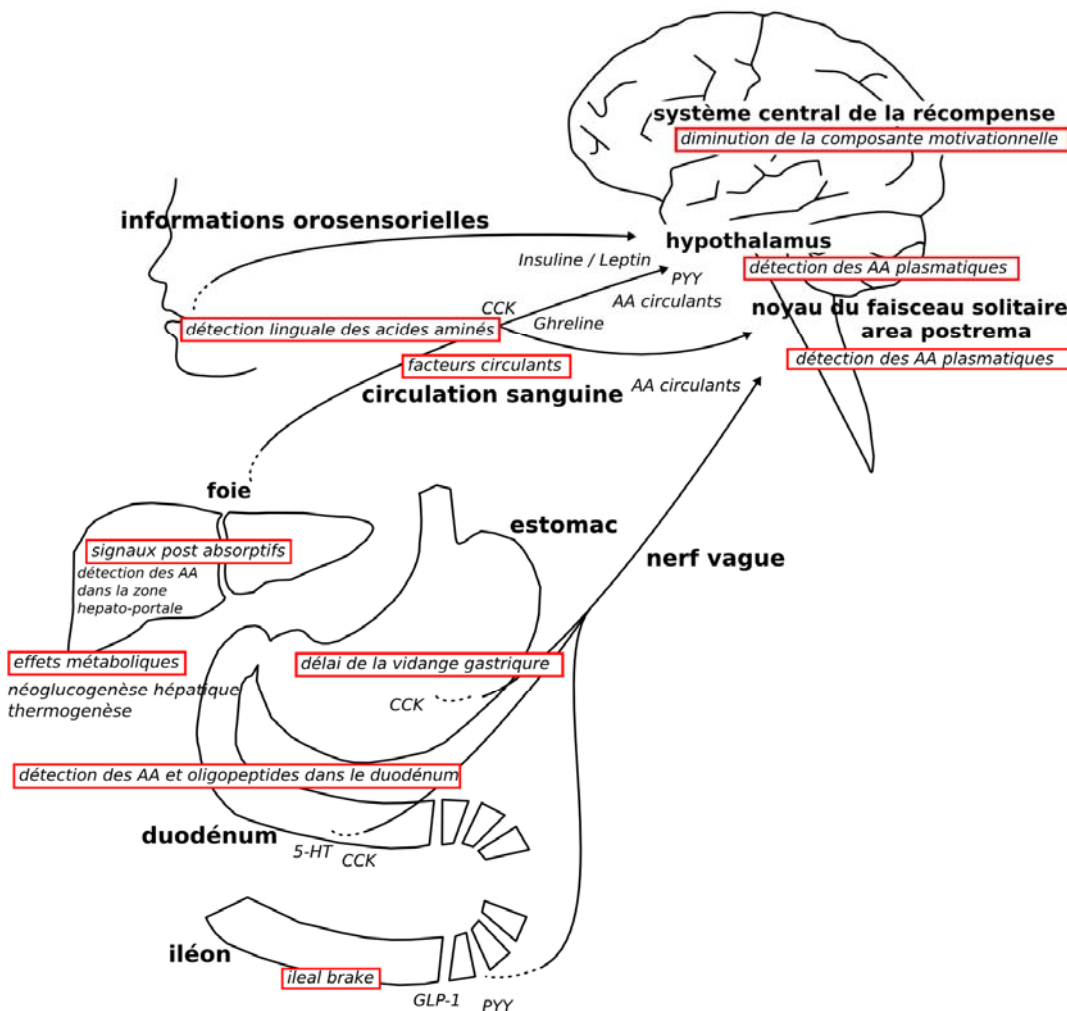 système central de la récompense
diminution de la composante motivationnelle
informations orosensorielles
hypothalamus
Insuline / Leptin
détection des AA plasmatiques
PYY
AA circulants
CCK
noyau du faisceau solitaire
area postrema
détection linguale des acides aminés
Ghreline
détection des AA plasmatiques
facteurs circulants
circulation sanguine
AA circulants
foie
estomac
signaux post absorptifs
nerf vague
détection des AA
dans la zone
hepato-portale
effets métaboliques
délai de la vidange gastriqure
néoglucogenèse hépatique
thermogenèse
CCK
détection des AA et oligopeptides dans le duodénum
duodénum
5-HT
CCK
iléon
ileal brake
GLP-1
PYY